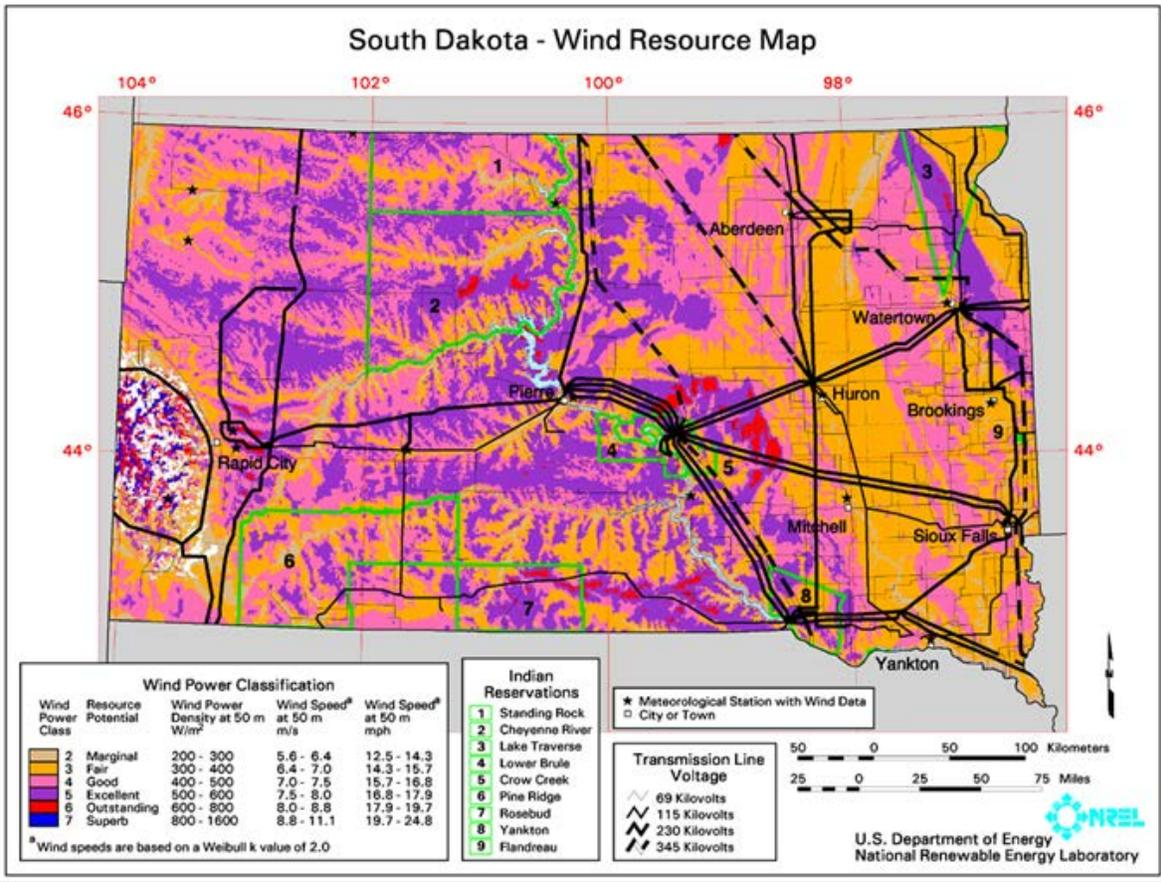 South Dakota - Wind Resource Map
104° 102° 100° 98°
46° 46°
1
3
Aberdeen
2
Watertown
Pierre
Huron
Brookings
9
44° 44°
Rapid City
4
5
Mitchell
Sioux Falls
6
7
8
Yankton
Wind Power Classification
Wind Resource Wind Power Wind Speedᵃ Wind Speedᵃ
Power Potential Density at 50 m at 50 m at 50 m
Class W/m² m/s mph
2 Marginal 200 - 300 5.6 - 6.4 12.5 - 14.3
3 Fair 300 - 400 6.4 - 7.0 14.3 - 15.7
4 Good 400 - 500 7.0 - 7.5 15.7 - 16.8
5 Excellent 500 - 600 7.5 - 8.0 16.8 - 17.9
6 Outstanding 600 - 800 8.0 - 8.8 17.9 - 19.7
7 Superb 800 - 1600 8.8 - 11.1 19.7 - 24.8
ᵃ Wind speeds are based on a Weibull k value of 2.0
Indian
Reservations
1 Standing Rock
2 Cheyenne River
3 Lake Traverse
4 Lower Brule
5 Crow Creek
6 Pine Ridge
7 Rosebud
8 Yankton
9 Flandreau
Meteorological Station with Wind Data
City or Town
Transmission Line
Voltage
69 Kilovolts
115 Kilovolts
230 Kilovolts
345 Kilovolts
50 0 50 100 Kilometers
25 0 25 50 75 Miles
NREL
U.S. Department of Energy
National Renewable Energy Laboratory